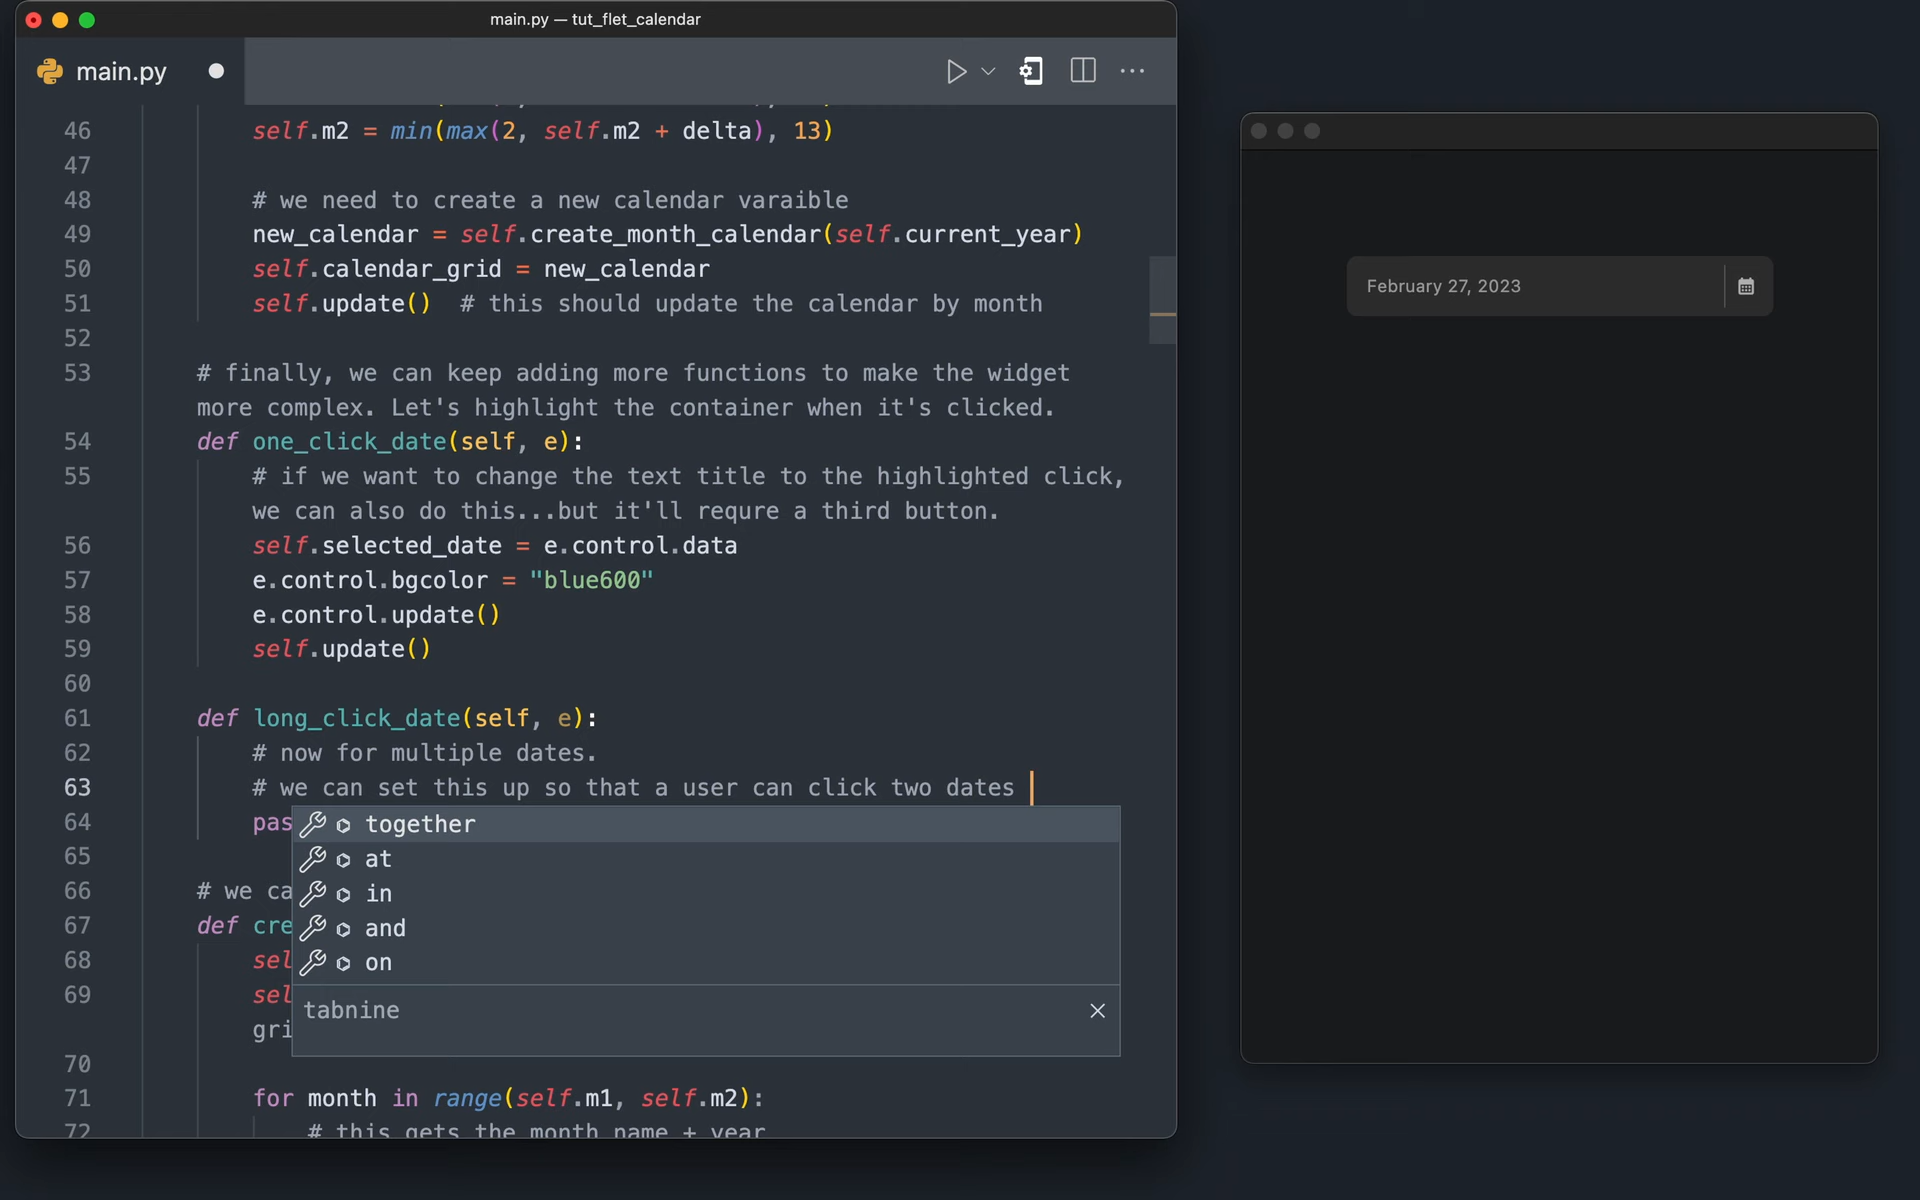 main.py — tut_flet_calendar
main.py
46 self.m2 = min(max(2, self.m2 + delta), 13)
47
48 # we need to create a new calendar varaible
49 new_calendar = self.create_month_calendar(self.current_year)
50 self.calendar_grid = new_calendar
51 self.update() # this should update the calendar by month
52
53 # finally, we can keep adding more functions to make the widget
more complex. Let's highlight the container when it's clicked.
54 def one_click_date(self, e):
55 # if we want to change the text title to the highlighted click,
we can also do this...but it'll requre a third button.
56 self.selected_date = e.control.data
57 e.control.bgcolor = "blue600"
58 e.control.update()
59 self.update()
60
61 def long_click_date(self, e):
62 # now for multiple dates.
63 # we can set this up so that a user can click two dates
64 pas
together
at
in
and
on
tabnine
65
66 # we ca
67 def cre
68 sel
69 sel
gri
70
71 for month in range(self.m1, self.m2):
72 # this gets the month name + year
February 27, 2023